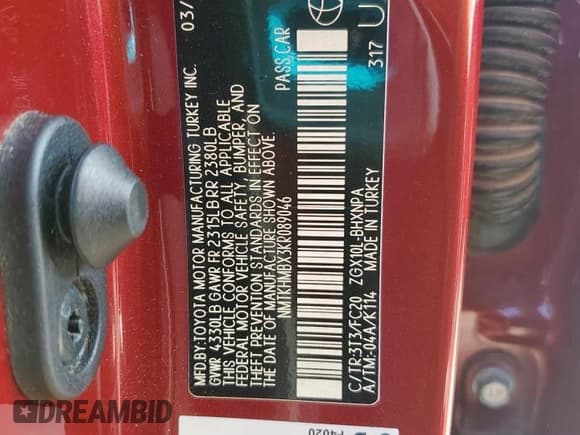 MFD. BY:TOYOTA MOTOR MANUFACTURING TURKEY INC. 03/
GVWR 4330LB GAWR FR 2315LB RR 2380LB
THIS VEHICLE CONFORMS TO ALL APPLICABLE
FEDERAL MOTOR VEHICLE SAFETY, BUMPER, AND
THEFT PREVENTION STANDARDS IN EFFECT ON
THE DATE OF MANUFACTURE SHOWN ABOVE.
NMTKHMBX3KR089046 PASS.CAR
C/TR:3T3/FC20 ZGX10L-BHXNPA
A/TM:-04A/K114 MADE IN TURKEY
317 U
F4020
DREAMBID